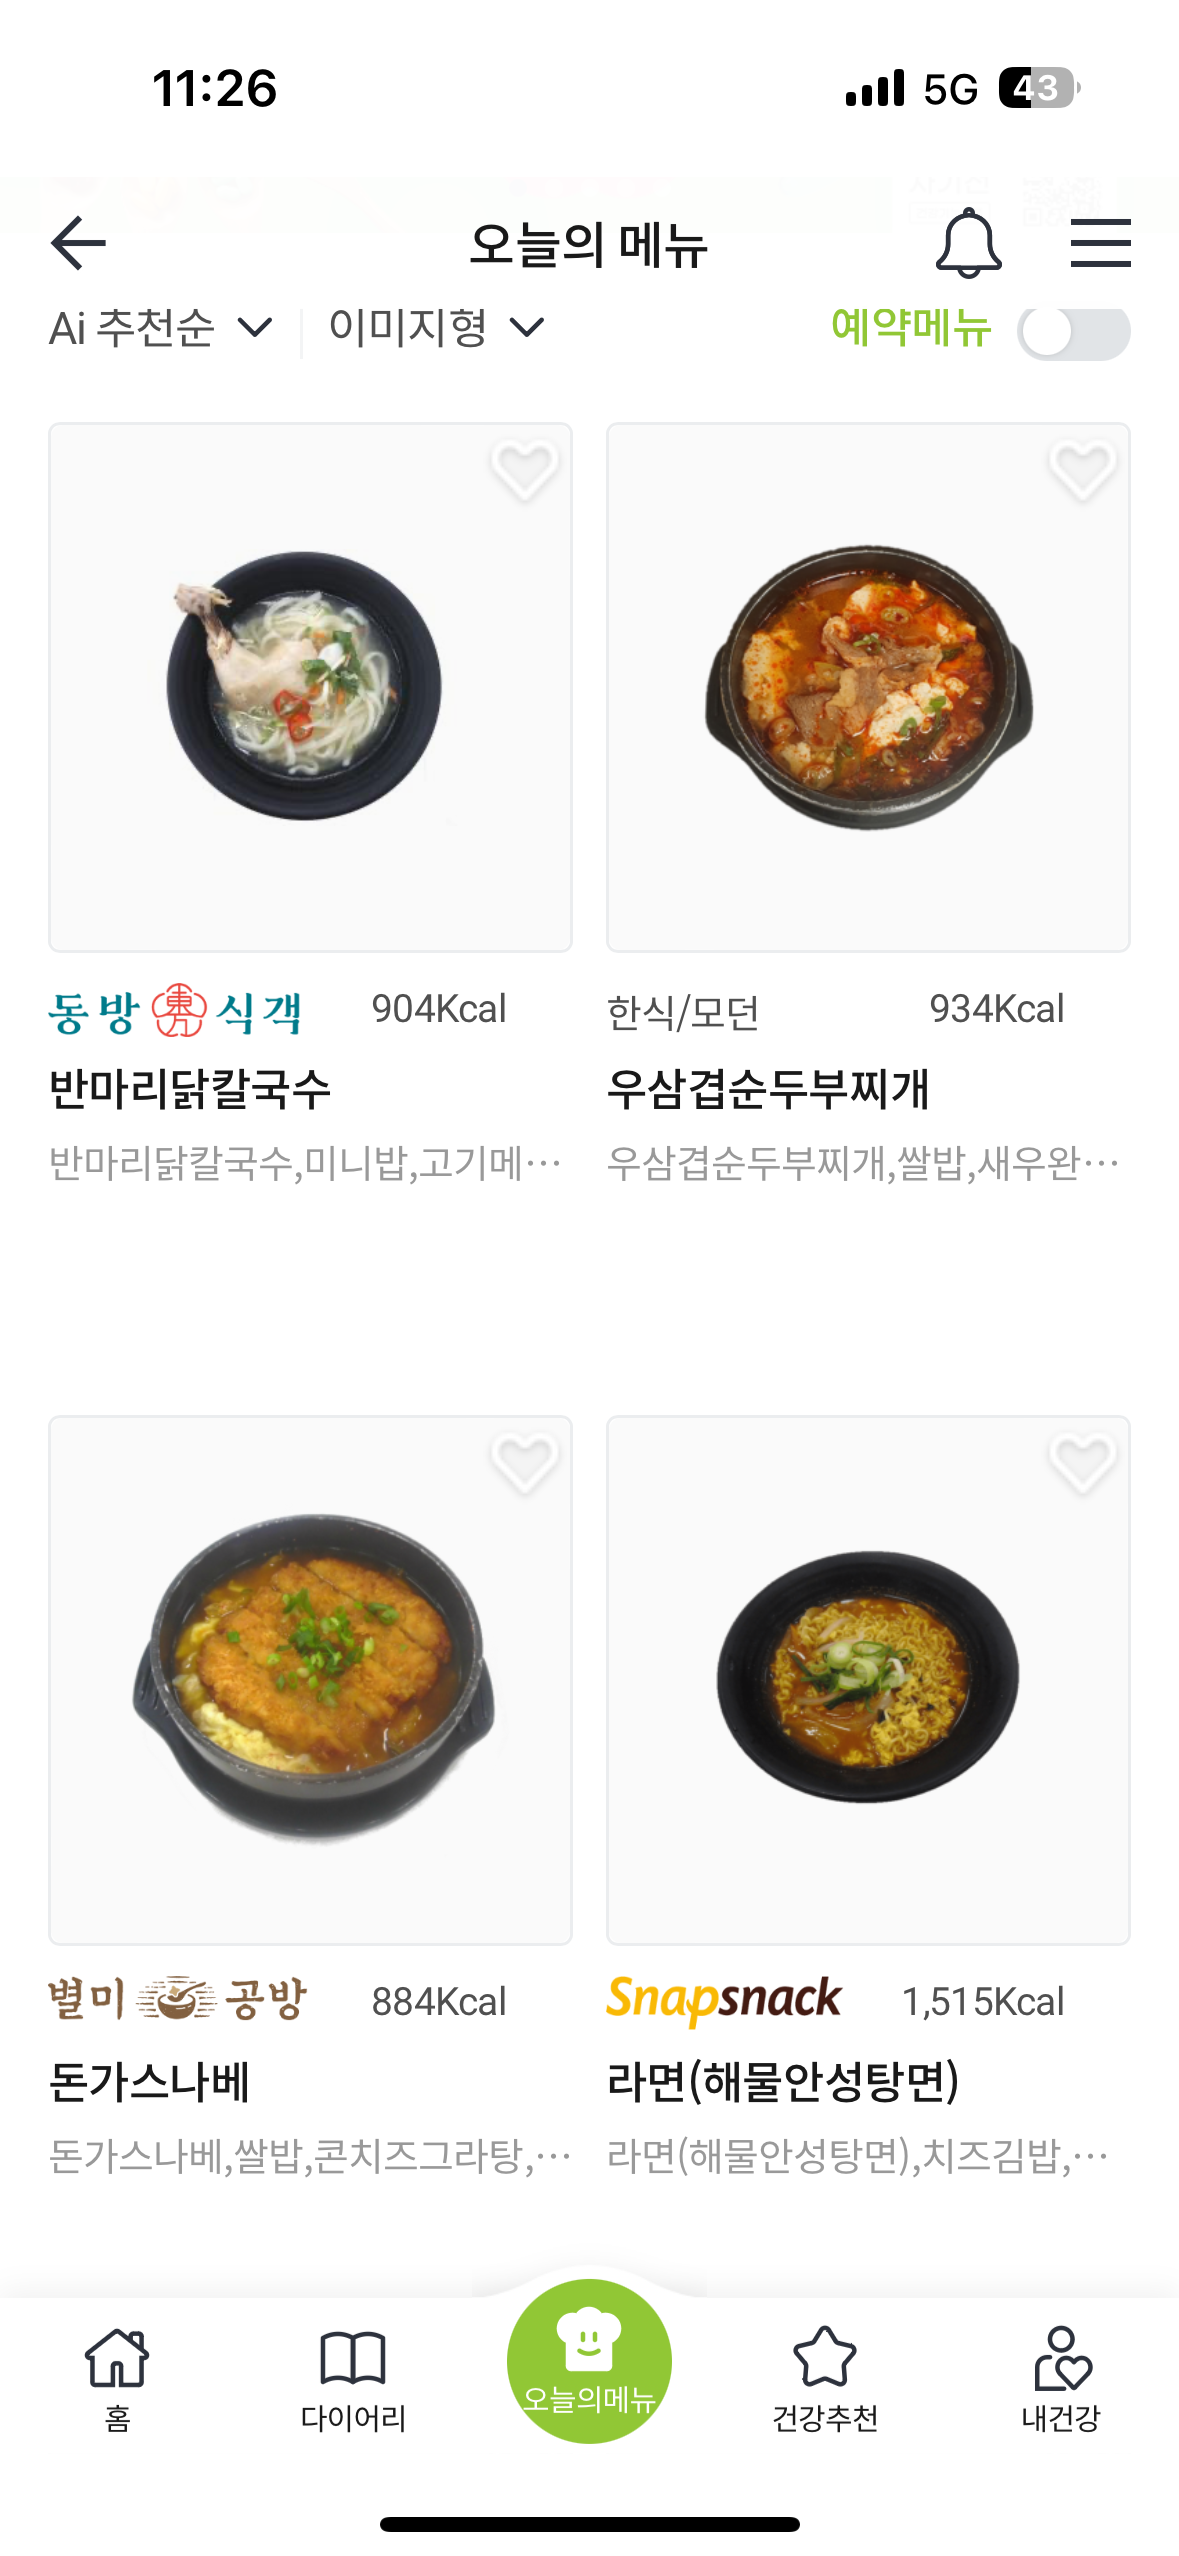 11:26
5G
43
오늘의 메뉴
Ai 추천순
이미지형
예약메뉴
동방 東方 식객
904Kcal
반마리닭칼국수
반마리닭칼국수,미니밥,고기메…
한식/모던
934Kcal
우삼겹순두부찌개
우삼겹순두부찌개,쌀밥,새우완…
별미 공방
884Kcal
돈가스나베
돈가스나베,쌀밥,콘치즈그라탕,…
Snapsnack
1,515Kcal
라면(해물안성탕면)
라면(해물안성탕면),치즈김밥,…
홈
다이어리
오늘의메뉴
건강추천
내건강